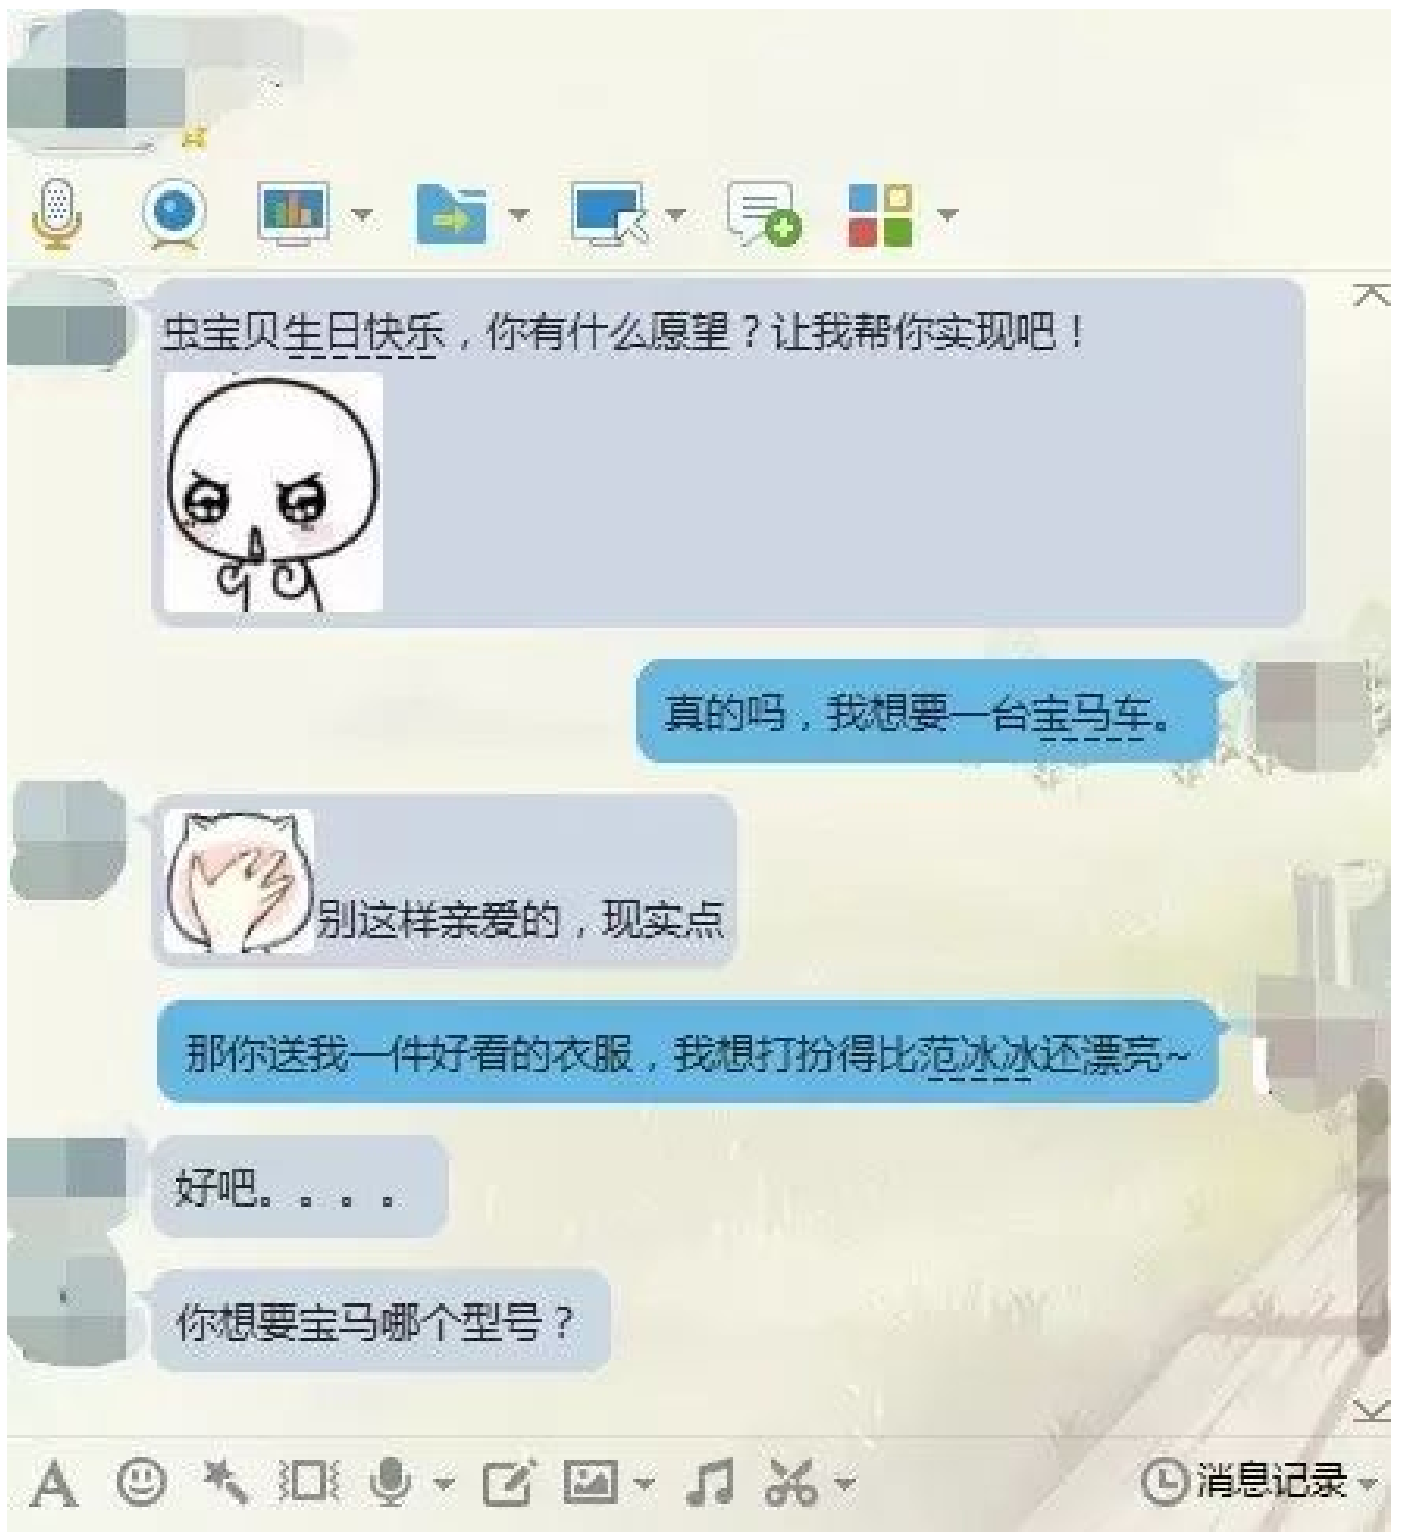 虫宝贝生日快乐，你有什么愿望？让我帮你实现吧！
真的吗，我想要一台宝马车。
别这样亲爱的，现实点
那你送我一件好看的衣服，我想打扮得比范冰冰还漂亮~
好吧。。。。
你想要宝马哪个型号？
A
消息记录